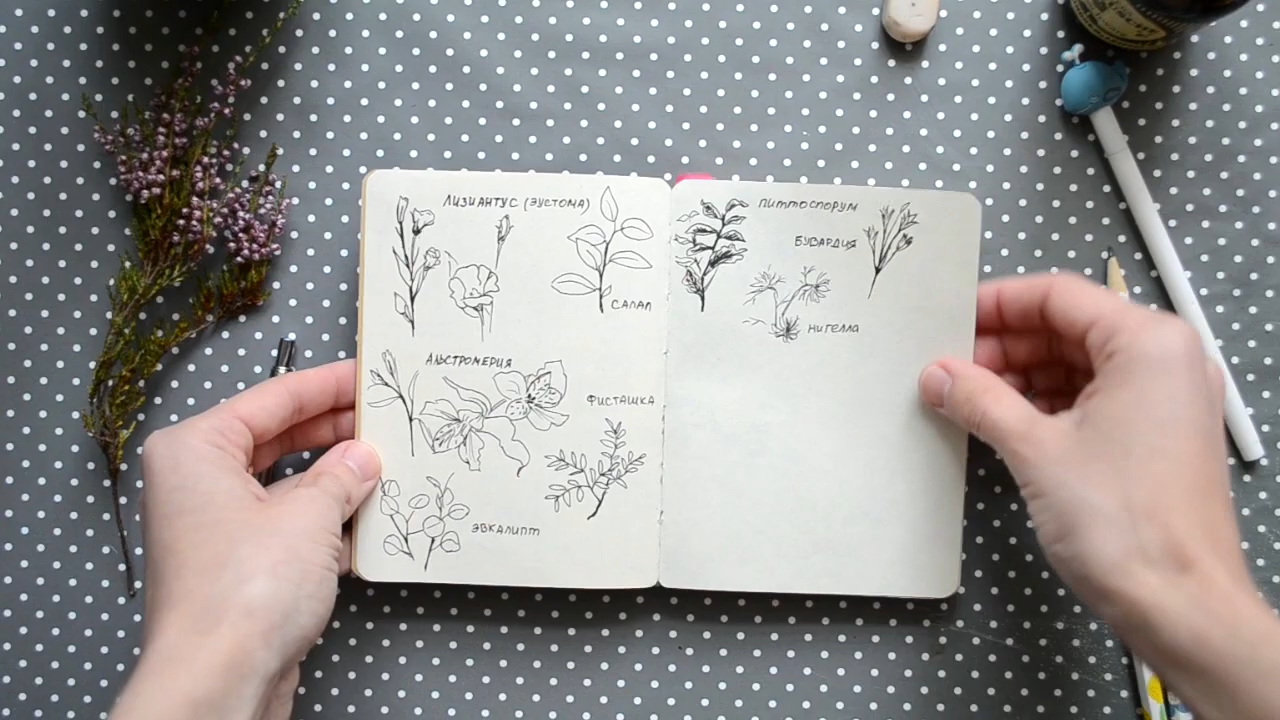 ЛИЗИАНТУС (ЭУСТОМА)
САЛАЛ
АЛЬСТРОМЕРИЯ
ФИСТАШКА
ЭВКАЛИПТ
ПИТТОСПОРУМ
БУВАРДИЯ
НИГЕЛЛА